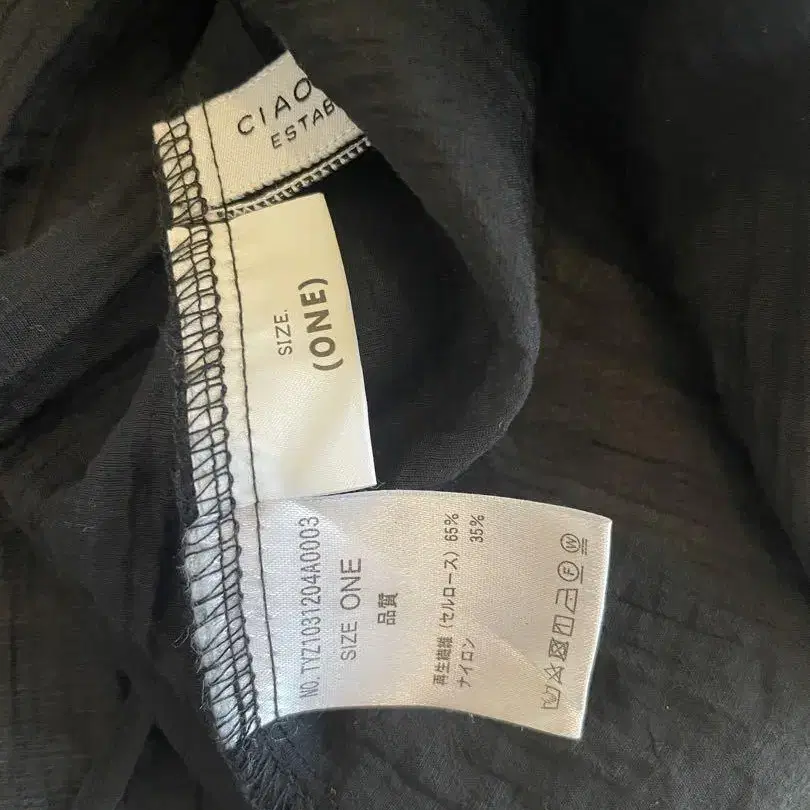 CIAO
ESTAB
SIZE.
(ONE)
NO. TYZ1031204A0003
SIZE ONE
品質
再生繊維 (セルロース) 65%
ナイロン 35%
F W